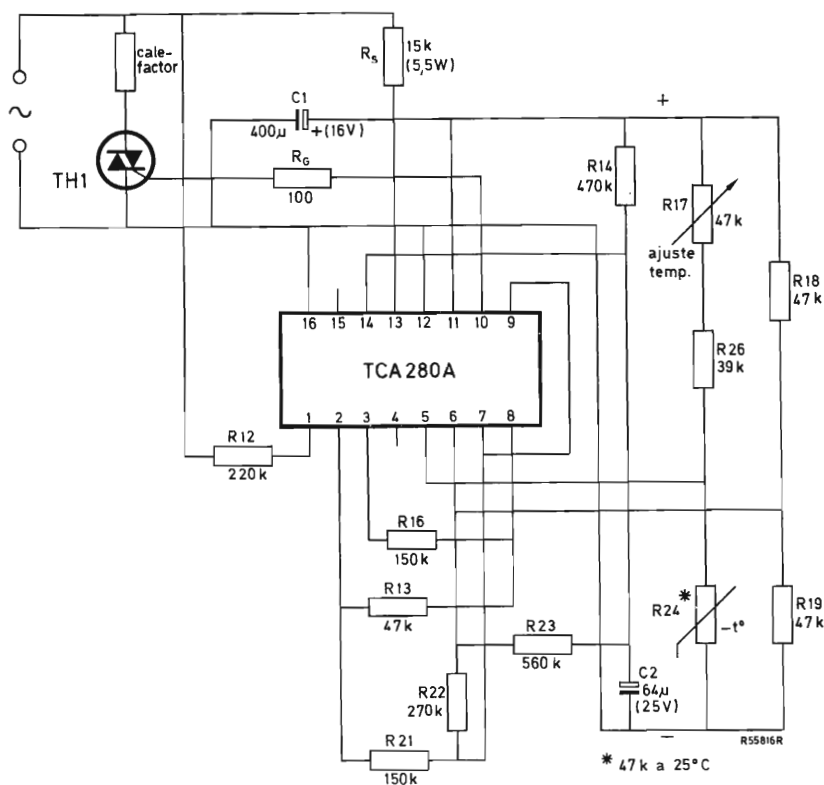 cale-
factor
R_S
15k
(5,5W)
C1
400μ
+(16V)
+
∼
TH1
R_G
100
R14
470k
R17
47k
ajuste
temp.
R18
47k
16 15 14 13 12 11 10 9
TCA280A
1 2 3 4 5 6 7 8
R26
39k
R12
220k
R16
150k
R13
47k
R24
*
-t°
R19
47k
R23
560k
R22
270k
C2
64μ
(25V)
R21
150k
−
R55816R
* 47k a 25°C